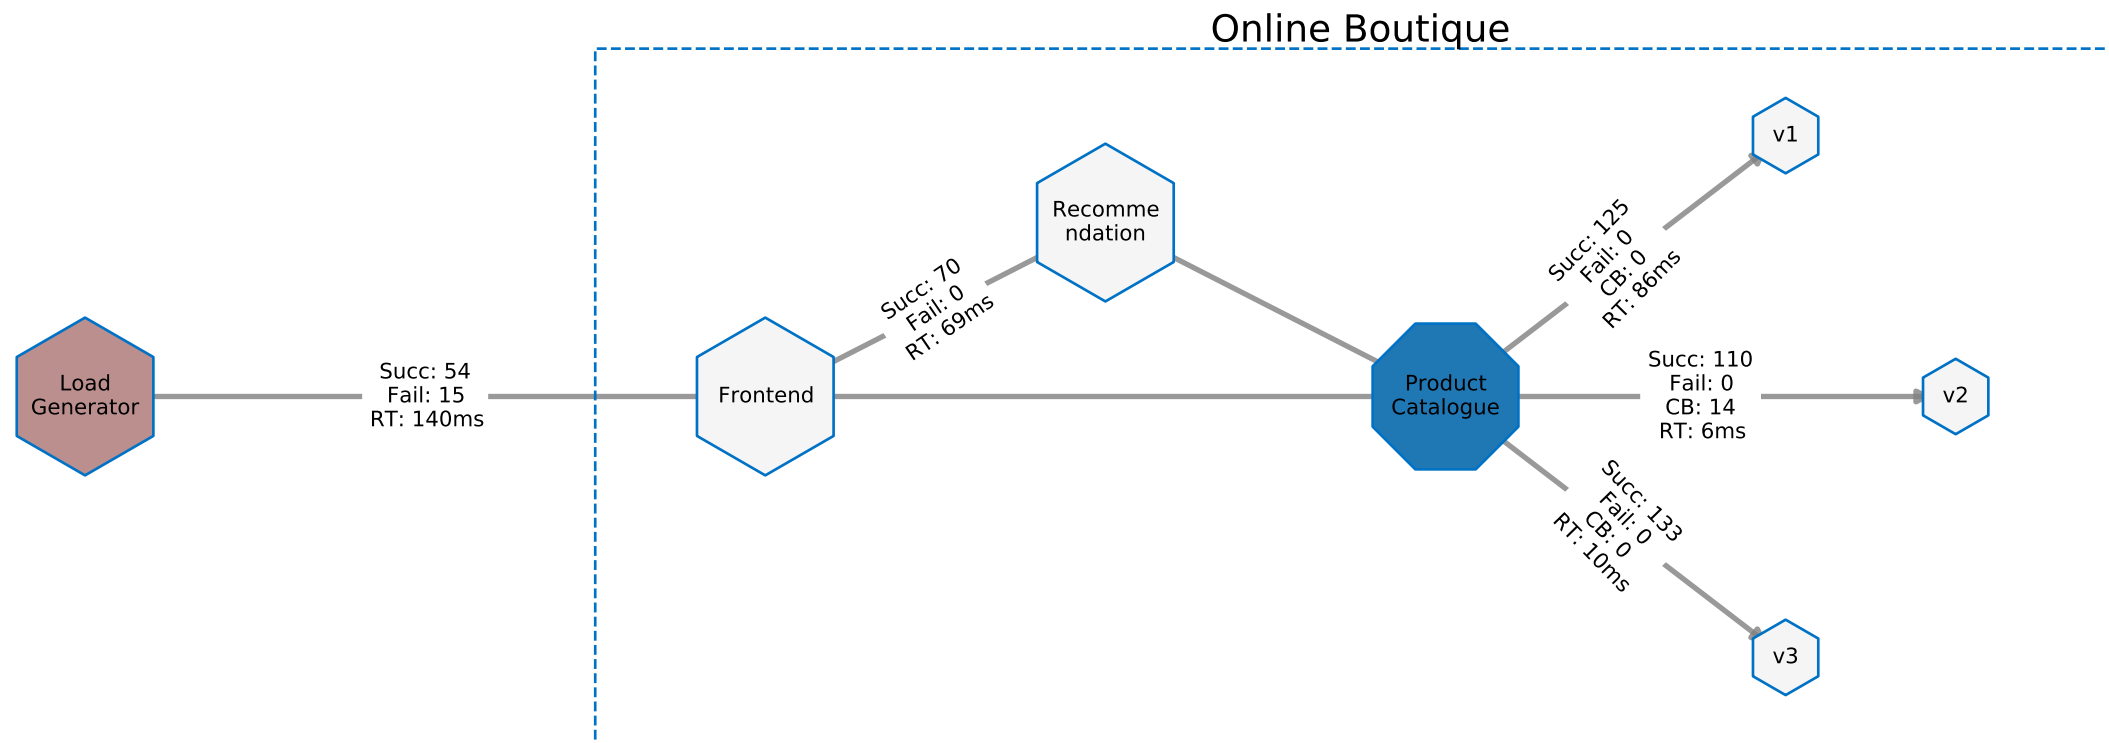 Online Boutique
Load
Generator
Succ: 54
Fail: 15
RT: 140ms
Frontend
Succ: 70
Fail: 0
RT: 69ms
Recomme
ndation
Product
Catalogue
Succ: 125
Fail: 0
CB: 0
RT: 86ms
v1
Succ: 110
Fail: 0
CB: 14
RT: 6ms
v2
Succ: 133
Fail: 0
CB: 0
RT: 10ms
v3